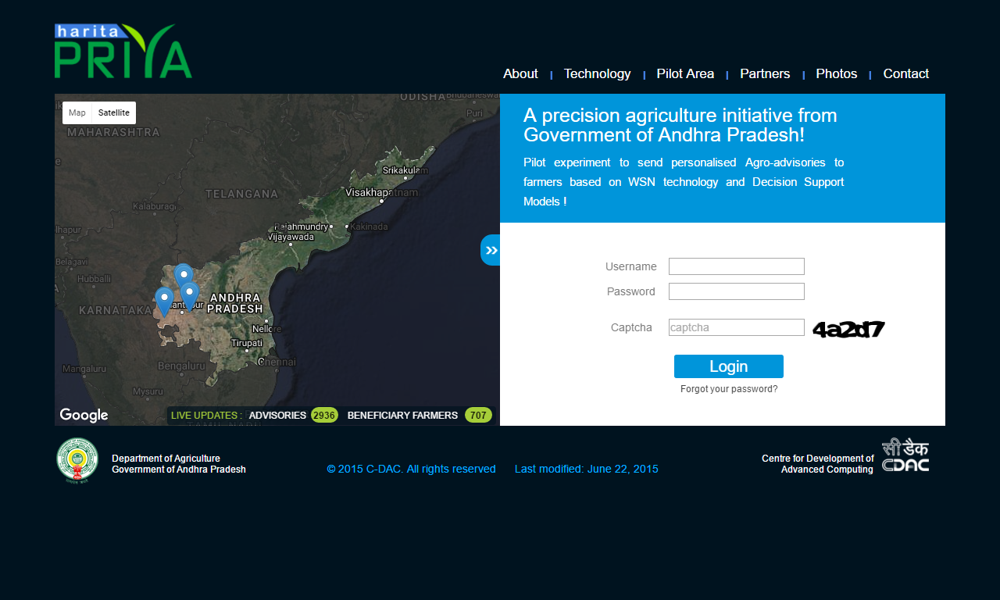 harita
PRIYA
About
Technology
Pilot Area
Partners
Photos
Contact
Map
Satellite
ODISHA
Bhubaneswar
Puri
MAHARASHTRA
Srikakulam
TELANGANA
Visakhapatnam
Kalaburagi
Rajahmundry
Kakinada
Vijayawada
Belagavi
Hubballi
ANDHRA
PRADESH
KARNATAKA
Nellore
Tirupati
Chennai
Bengaluru
Mangaluru
Mysuru
Google
LIVE UPDATES :
ADVISORIES
2936
BENEFICIARY FARMERS
707
A precision agriculture initiative from
Government of Andhra Pradesh!
Pilot experiment to send personalised Agro-advisories to
farmers based on WSN technology and Decision Support
Models !
Username
Password
Captcha
captcha
4a2d7
Login
Forgot your password?
Department of Agriculture
Government of Andhra Pradesh
© 2015 C-DAC. All rights reserved
Last modified: June 22, 2015
Centre for Development of
Advanced Computing
सी डैक
CDAC